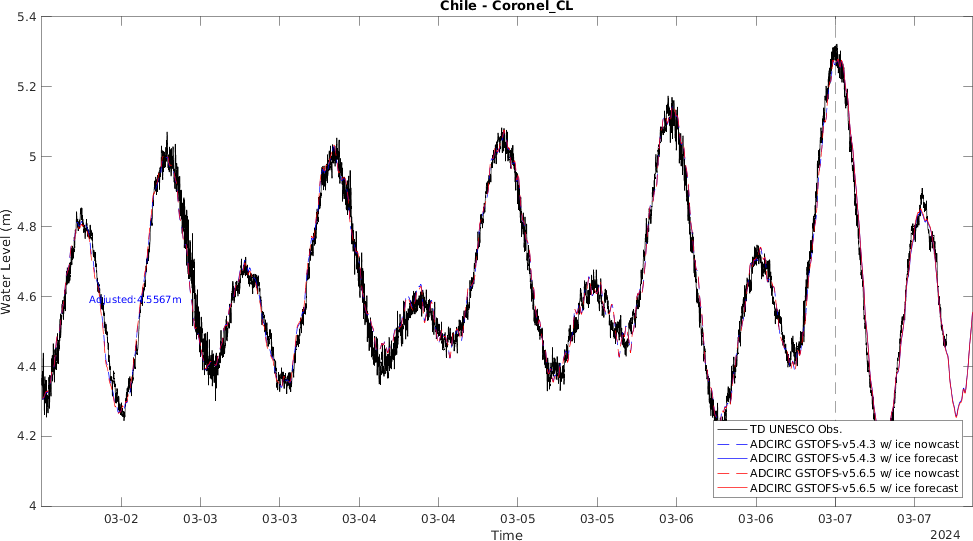 Chile - Coronel_CL
5.4
5.2
5
4.8
4.6
4.4
4.2
4
Water Level (m)
Adjusted:4.5567m
TD UNESCO Obs.
ADCIRC GSTOFS-v5.4.3 w/ ice nowcast
ADCIRC GSTOFS-v5.4.3 w/ ice forecast
ADCIRC GSTOFS-v5.6.5 w/ ice nowcast
ADCIRC GSTOFS-v5.6.5 w/ ice forecast
03-02 03-03 03-03 03-04 03-04 03-05 03-05 03-06 03-06 03-07 03-07
Time
2024